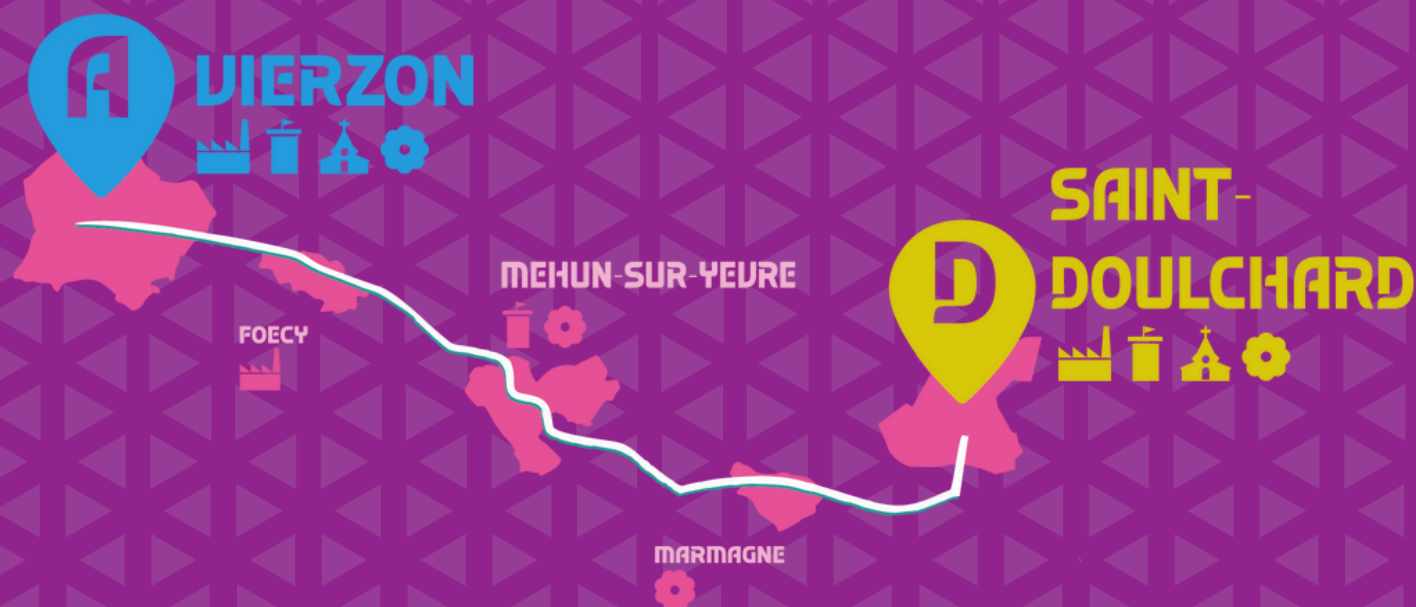 A
VIERZON
SAINT-
DOULCHARD
D
MEHUN-SUR-YEVRE
FOECY
MARMAGNE